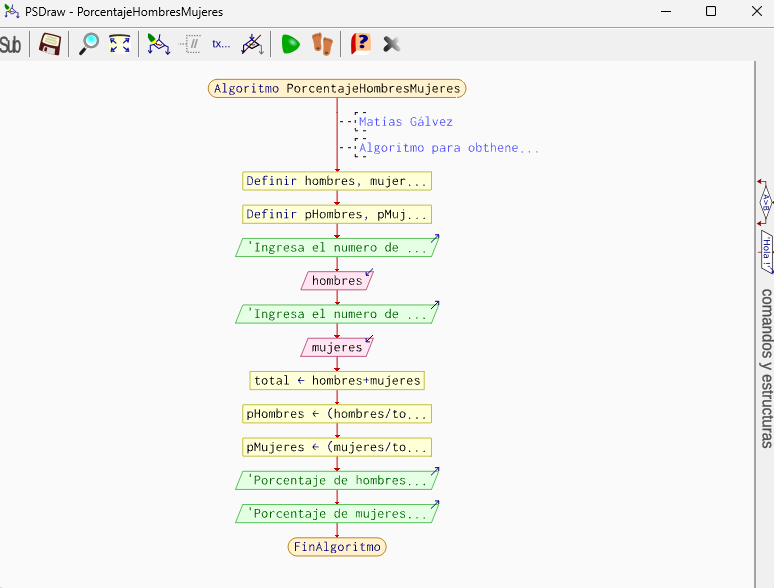 PSDraw - PorcentajeHombresMujeres
Sub
tx...
Algoritmo PorcentajeHombresMujeres
Matías Gálvez
Algoritmo para obthene...
Definir hombres, mujer...
Definir pHombres, pMuj...
'Ingresa el numero de ...
hombres
'Ingresa el numero de ...
mujeres
total ← hombres+mujeres
pHombres ← (hombres/to...
pMujeres ← (mujeres/to...
'Porcentaje de hombres...
'Porcentaje de mujeres...
FinAlgoritmo
A>B
'Hola !'
comandos y estructuras